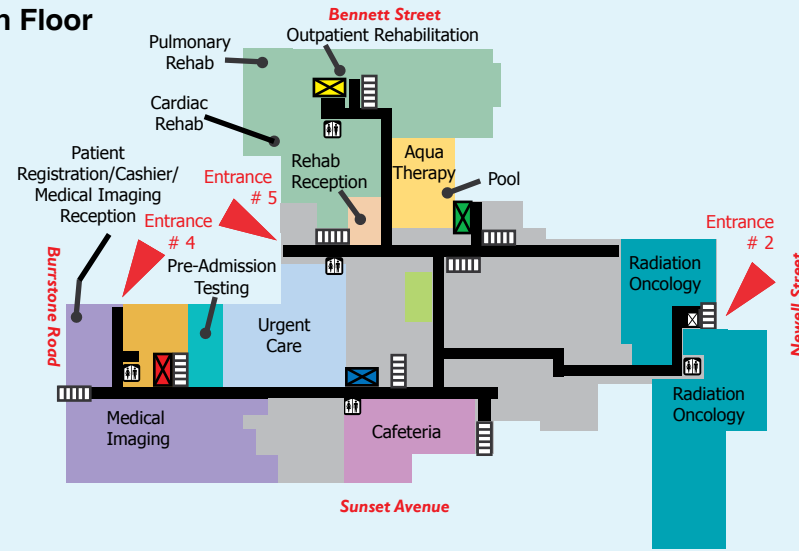 n Floor
Bennett Street
Outpatient Rehabilitation
Pulmonary
Rehab
Cardiac
Rehab
Patient
Registration/Cashier/
Medical Imaging
Reception
Entrance
# 5
Rehab
Reception
Aqua
Therapy
Pool
Entrance
# 4
Entrance
# 2
Pre-Admission
Testing
Burrstone Road
Radiation
Oncology
Newell Street
Urgent
Care
Radiation
Oncology
Medical
Imaging
Cafeteria
Sunset Avenue